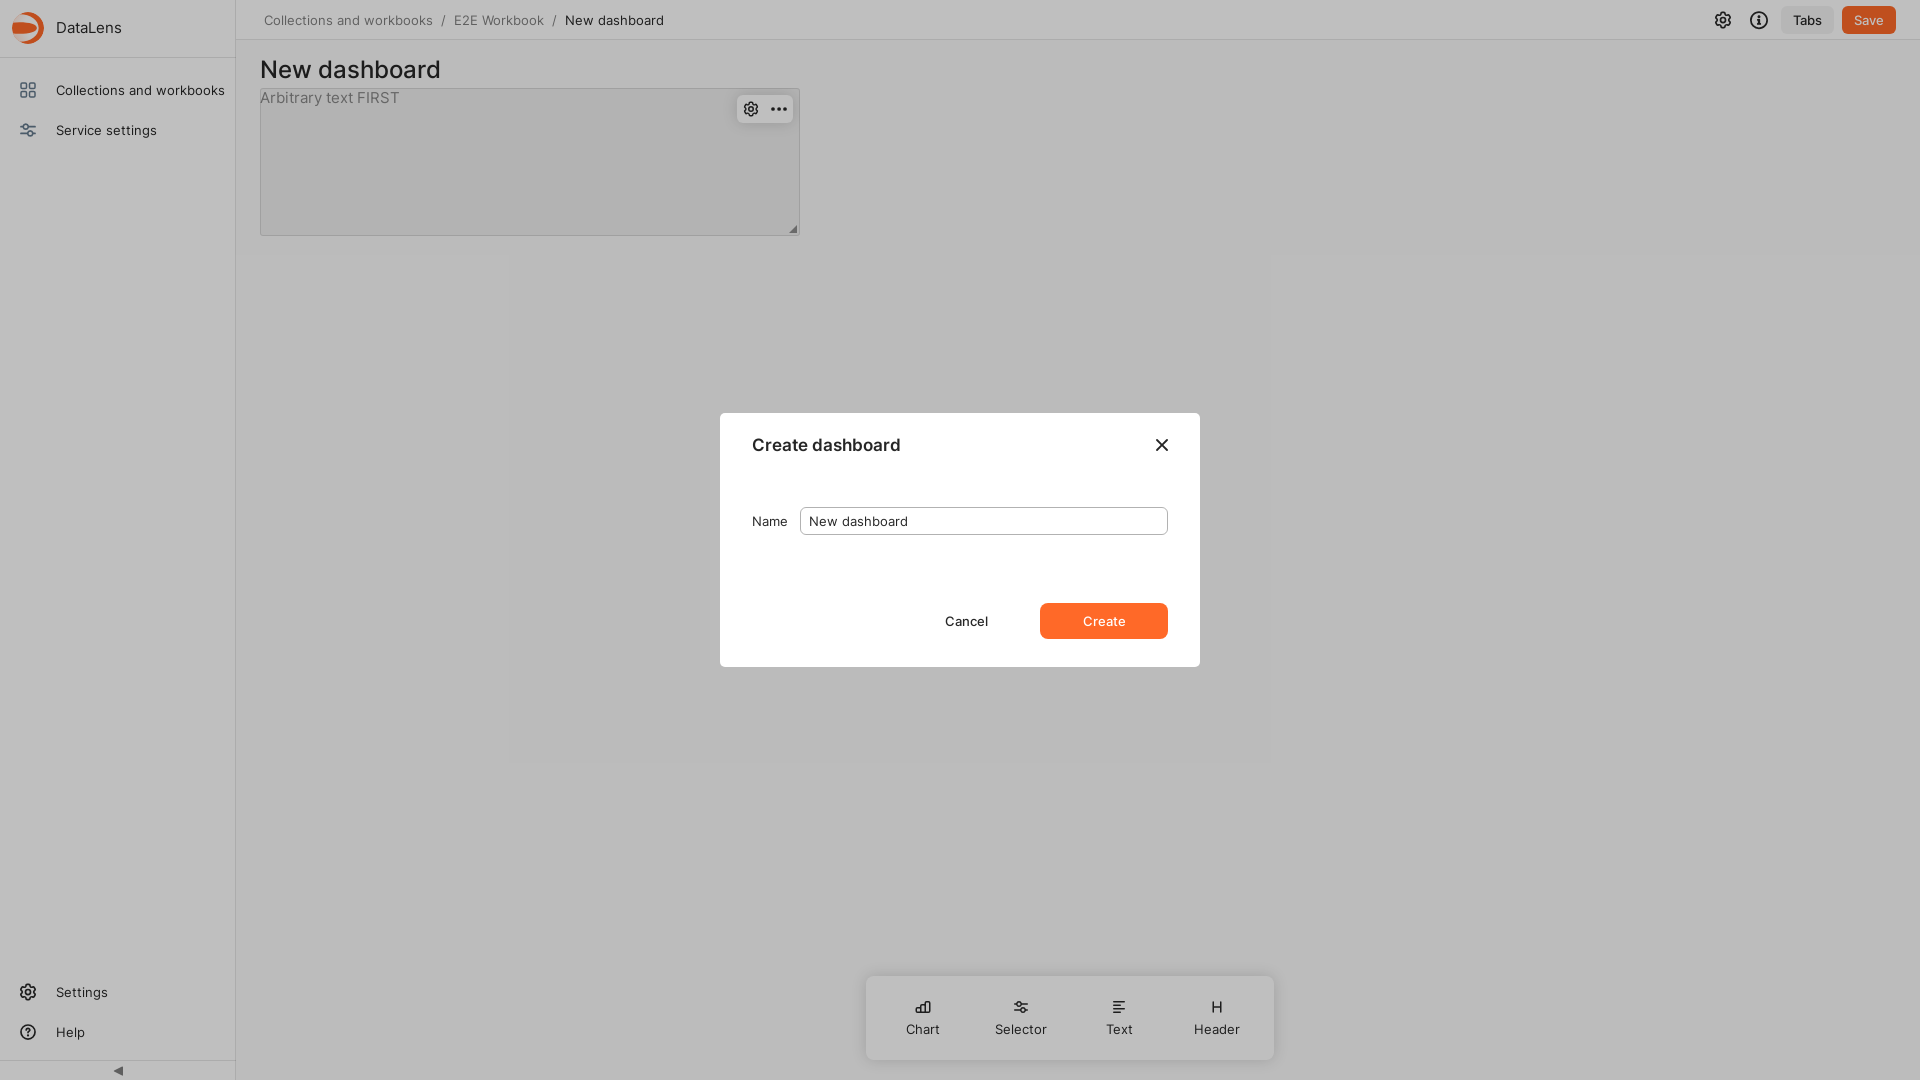 DataLens
Collections and workbooks / E2E Workbook / New dashboard
Tabs
Save
Collections and workbooks
Service settings
New dashboard
Arbitrary text FIRST
Create dashboard
Name
New dashboard
Cancel
Create
Settings
Help
Chart
Selector
Text
Header